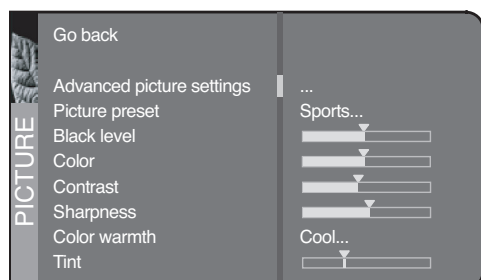 Go back
PICTURE
Advanced picture settings ...
Picture preset Sports...
Black level
Color
Contrast
Sharpness
Color warmth Cool...
Tint